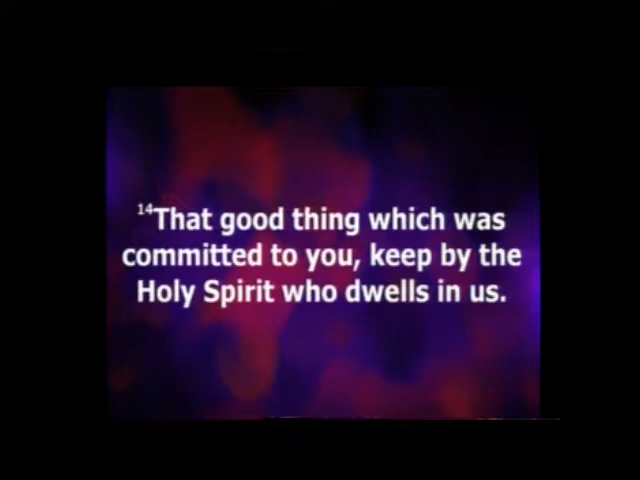 14That good thing which was
committed to you, keep by the
Holy Spirit who dwells in us.